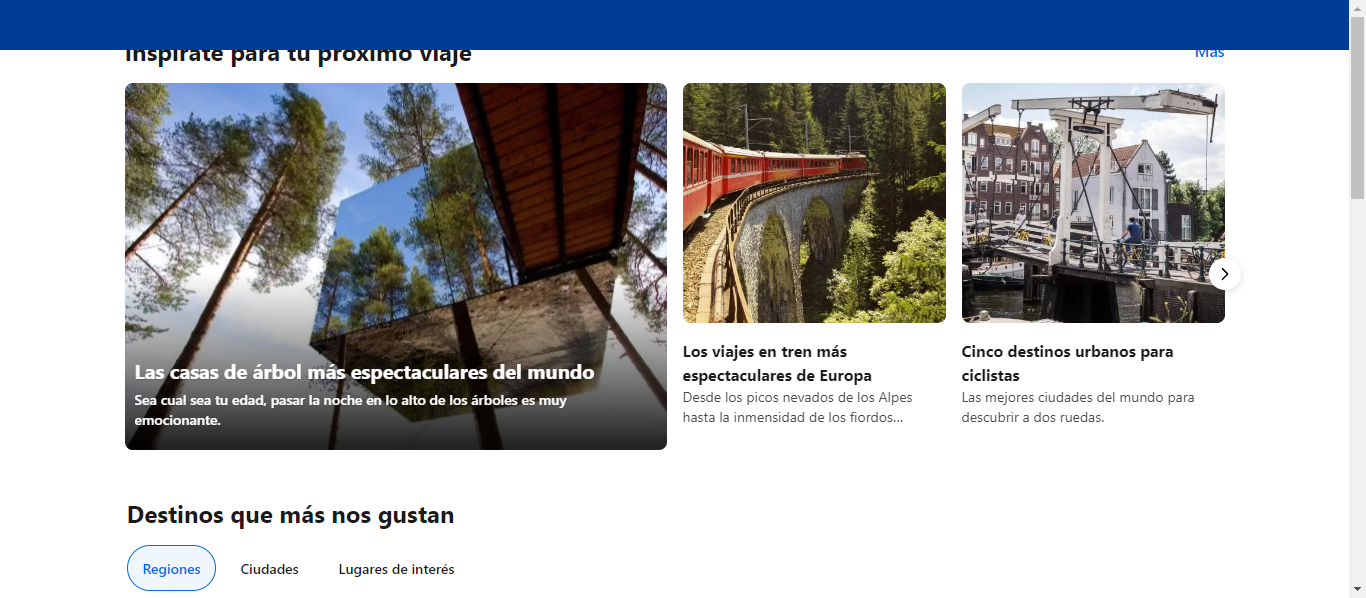 Inspírate para tu próximo viaje
Más
Las casas de árbol más espectaculares del mundo
Sea cual sea tu edad, pasar la noche en lo alto de los árboles es muy
emocionante.
Los viajes en tren más
espectaculares de Europa
Desde los picos nevados de los Alpes
hasta la inmensidad de los fiordos...
Cinco destinos urbanos para
ciclistas
Las mejores ciudades del mundo para
descubrir a dos ruedas.
Destinos que más nos gustan
Regiones
Ciudades
Lugares de interés